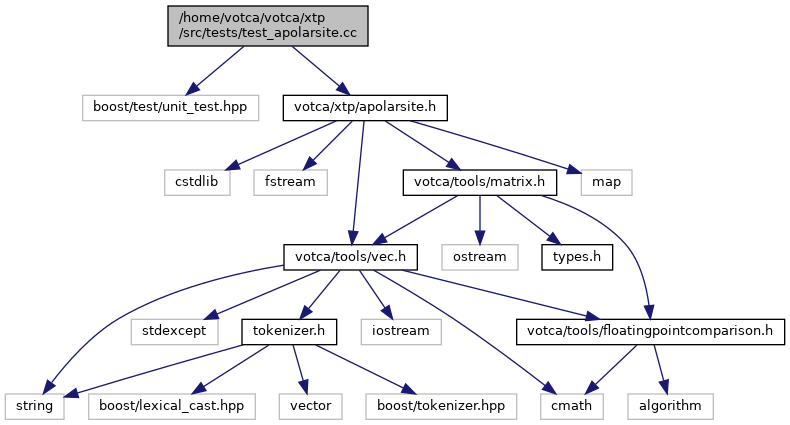 /home/votca/votca/xtp
/src/tests/test_apolarsite.cc
boost/test/unit_test.hpp
votca/xtp/apolarsite.h
cstdlib
fstream
votca/tools/matrix.h
map
votca/tools/vec.h
ostream
types.h
stdexcept
tokenizer.h
iostream
votca/tools/floatingpointcomparison.h
string
boost/lexical_cast.hpp
vector
boost/tokenizer.hpp
cmath
algorithm